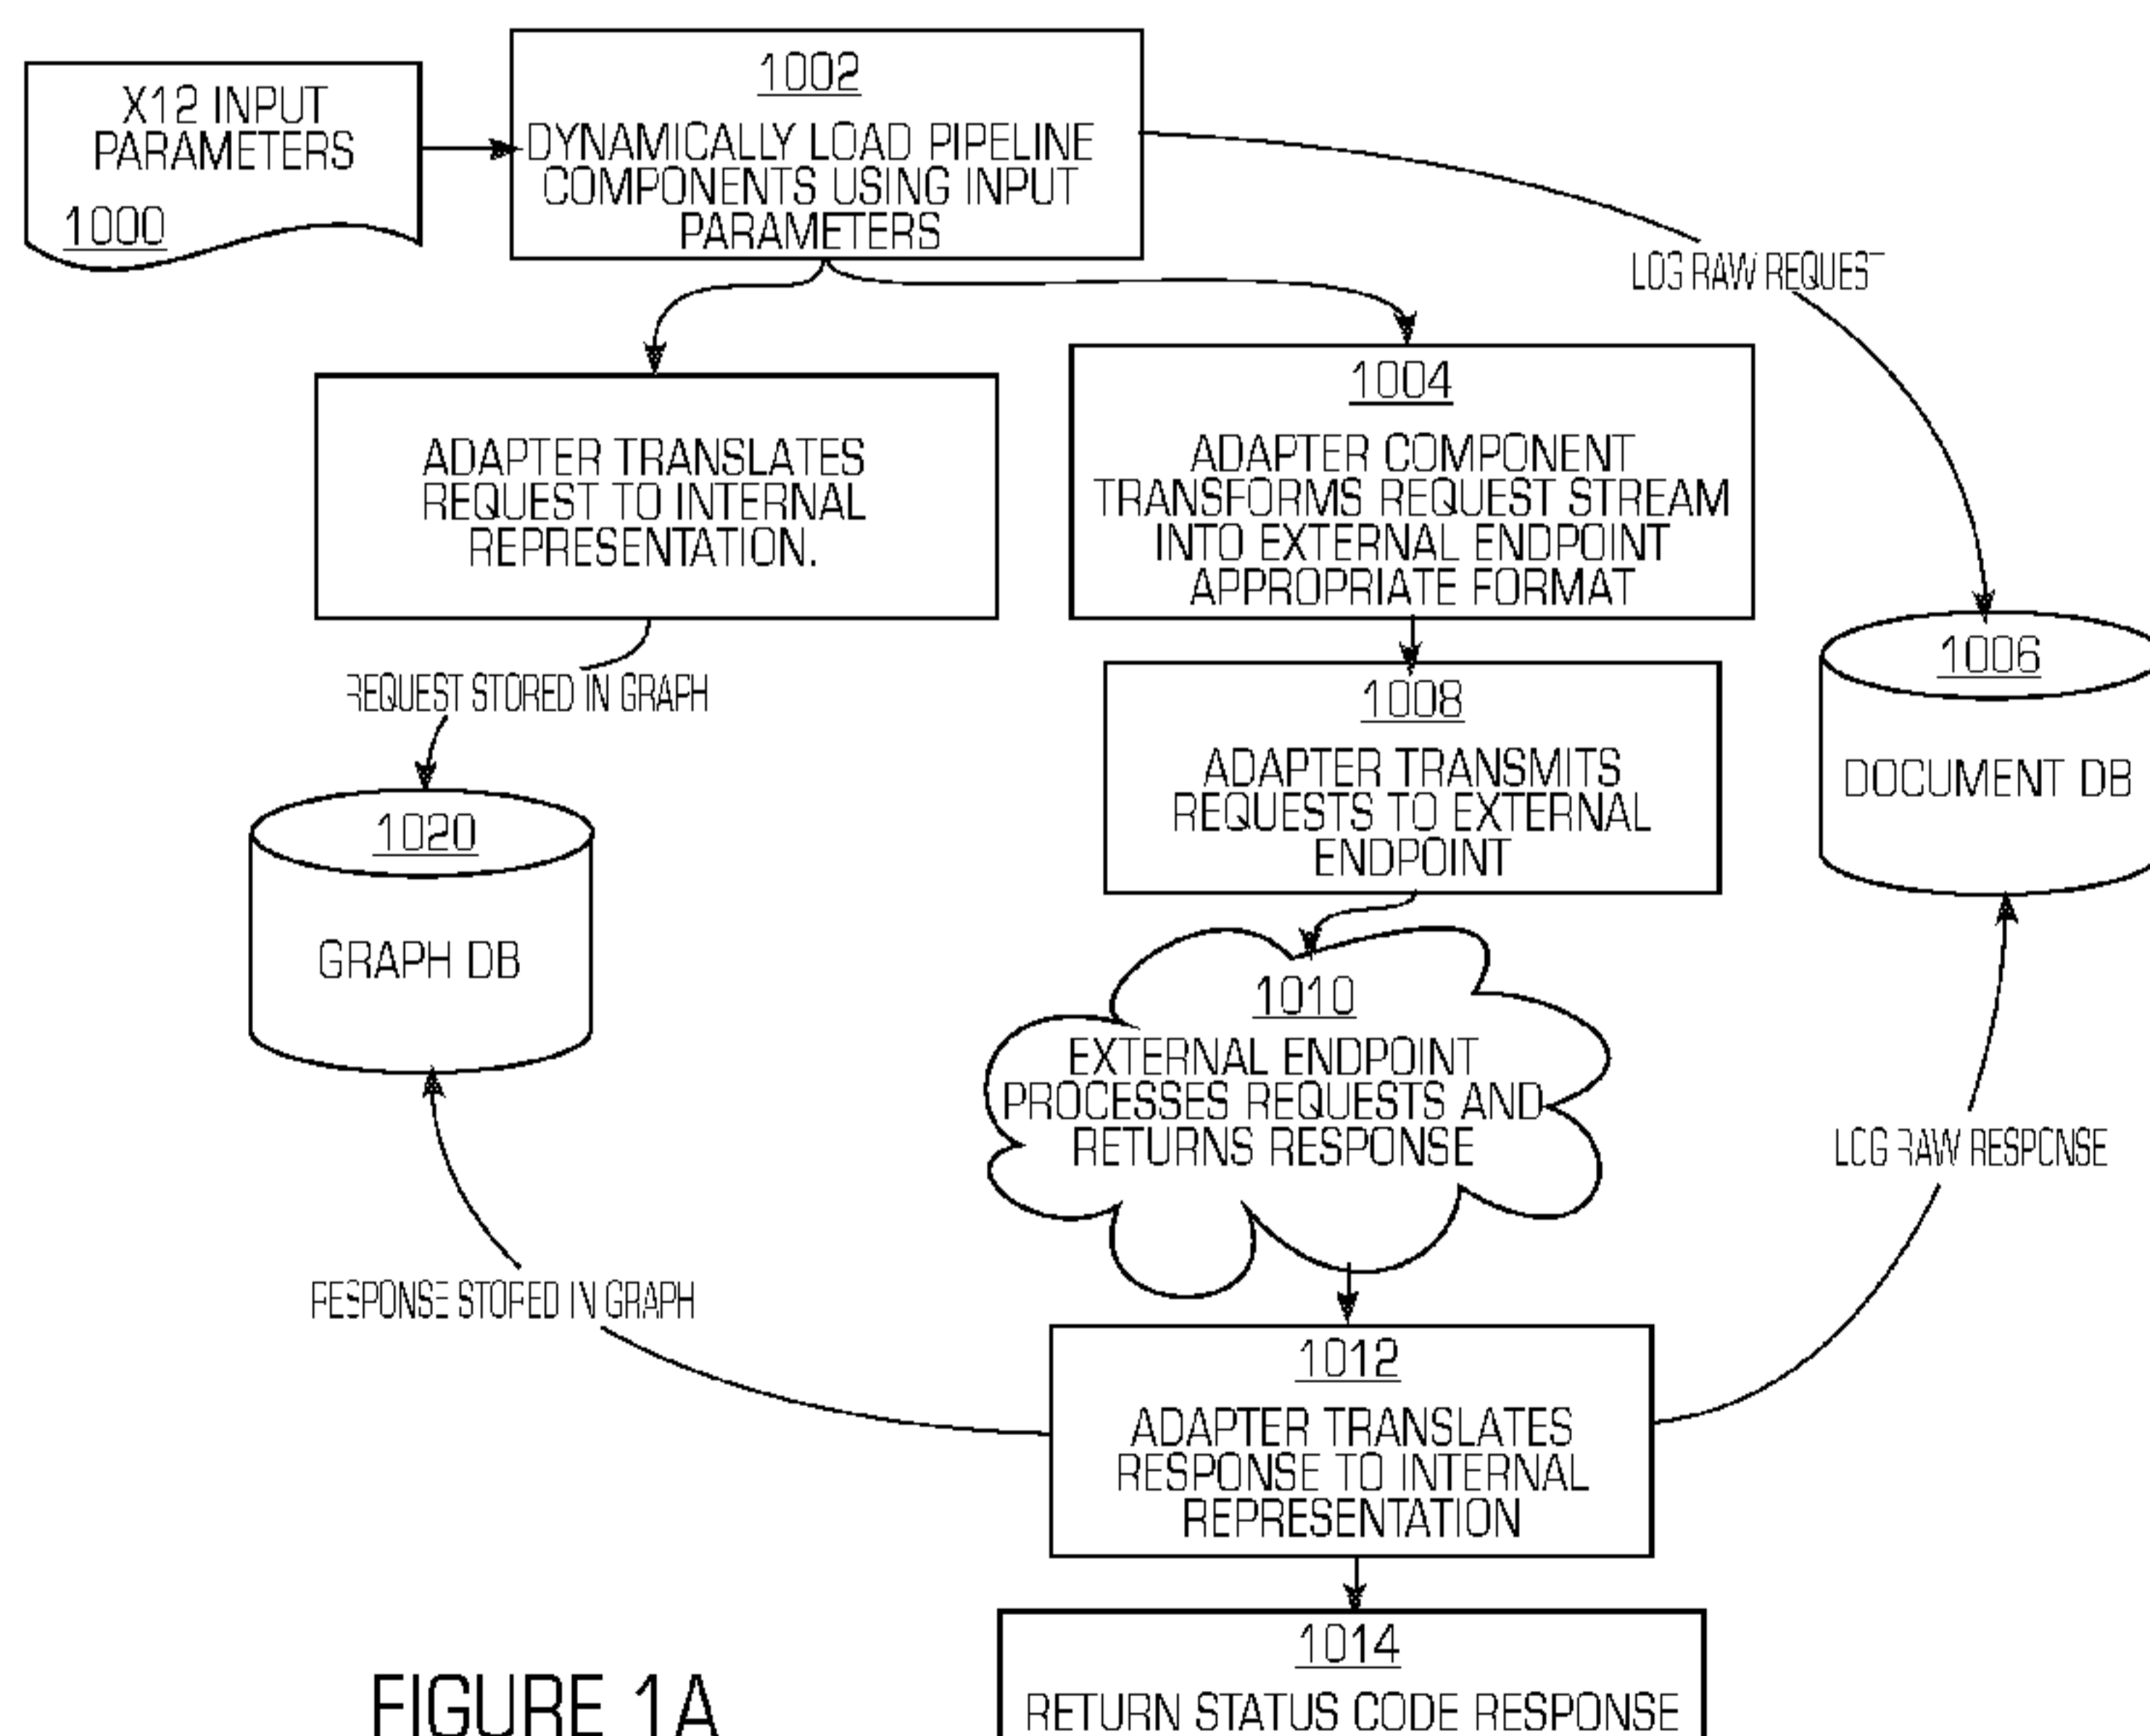 X12 INPUT
PARAMETERS
1000
1002
DYNAMICALLY LOAD PIPELINE
COMPONENTS USING INPUT
PARAMETERS
LOG RAW REQUEST
ADAPTER TRANSLATES
REQUEST TO INTERNAL
REPRESENTATION.
1004
ADAPTER COMPONENT
TRANSFORMS REQUEST STREAM
INTO EXTERNAL ENDPOINT
APPROPRIATE FORMAT
REQUEST STORED IN GRAPH
1008
ADAPTER TRANSMITS
REQUESTS TO EXTERNAL
ENDPOINT
1006
DOCUMENT DB
1020
GRAPH DB
1010
EXTERNAL ENDPOINT
PROCESSES REQUESTS AND
RETURNS RESPONSE
LOG RAW RESPONSE
RESPONSE STORED IN GRAPH
1012
ADAPTER TRANSLATES
RESPONSE TO INTERNAL
REPRESENTATION
1014
RETURN STATUS CODE RESPONSE
FIGURE 1A